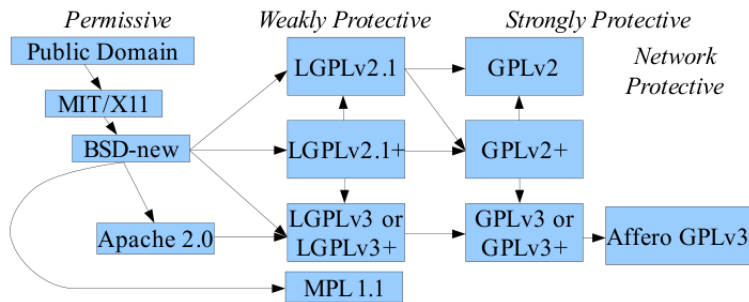 Permissive
Weakly Protective
Strongly Protective
Network
Protective
Public Domain
MIT/X11
BSD-new
Apache 2.0
LGPLv2.1
LGPLv2.1+
LGPLv3 or
LGPLv3+
MPL 1.1
GPLv2
GPLv2+
GPLv3 or
GPLv3+
Affero GPLv3